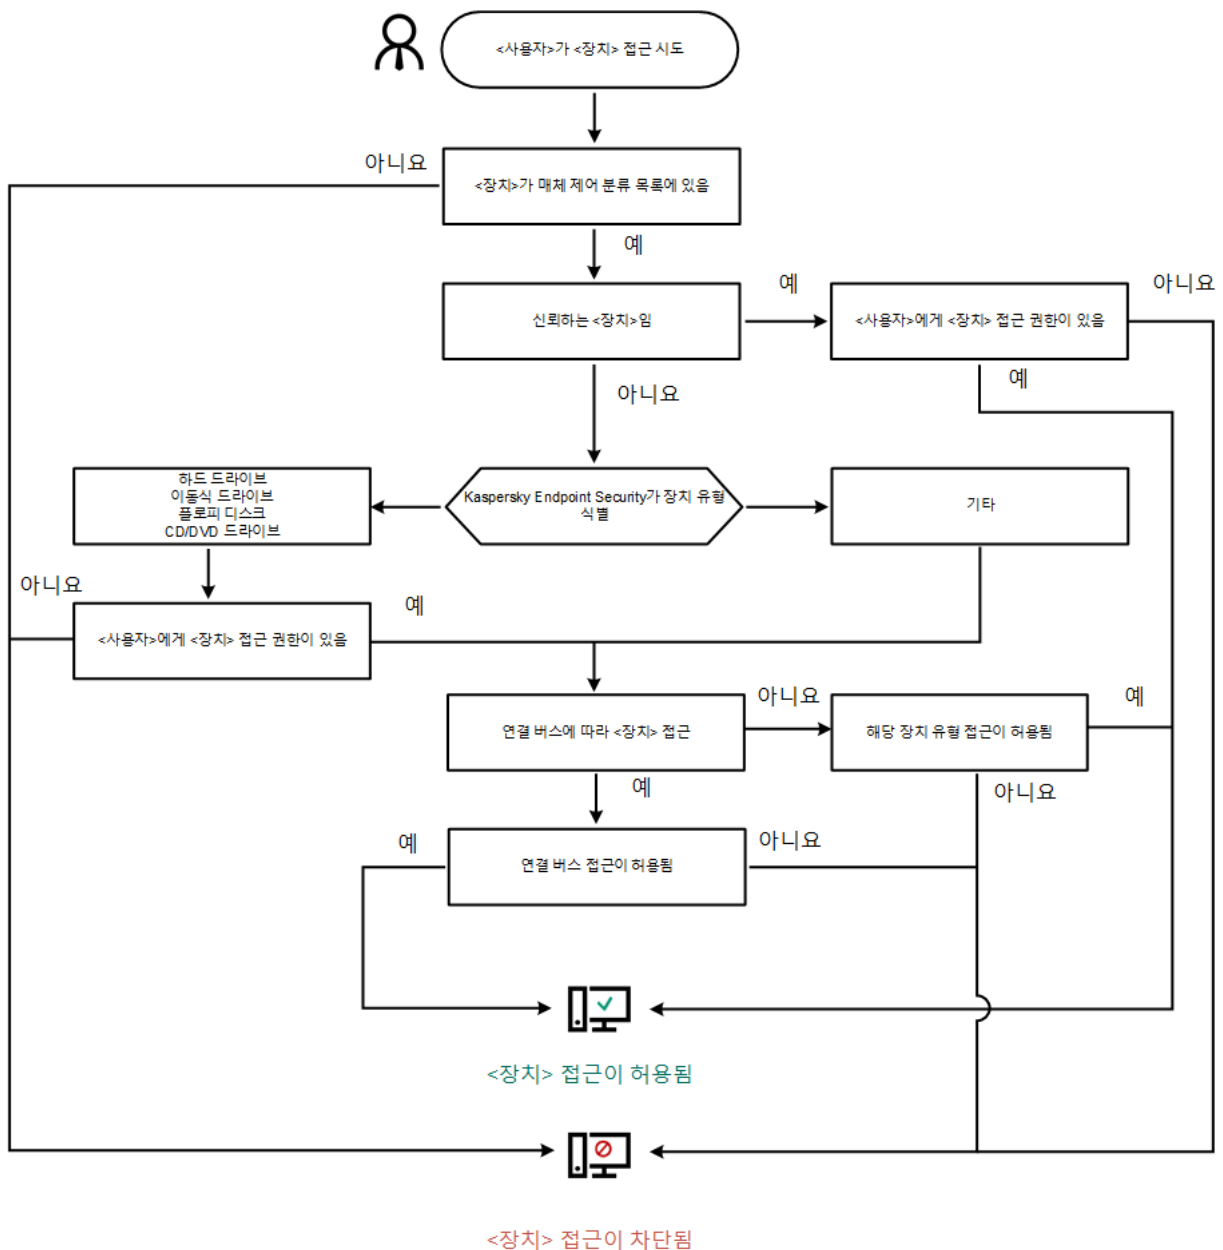 <사용자>가 <장치> 접근 시도
아니요
<장치>가 매체 제어 분류 목록에 있음
예
신뢰하는 <장치>임
예
<사용자>에게 <장치> 접근 권한이 있음
아니요
예
아니요
하드 드라이브
이동식 드라이브
플로피 디스크
CD/DVD 드라이브
Kaspersky Endpoint Security가 장치 유형
식별
기타
아니요
<사용자>에게 <장치> 접근 권한이 있음
예
연결 버스에 따라 <장치> 접근
아니요
해당 장치 유형 접근이 허용됨
예
예
아니요
예
연결 버스 접근이 허용됨
아니요
<장치> 접근이 허용됨
<장치> 접근이 차단됨